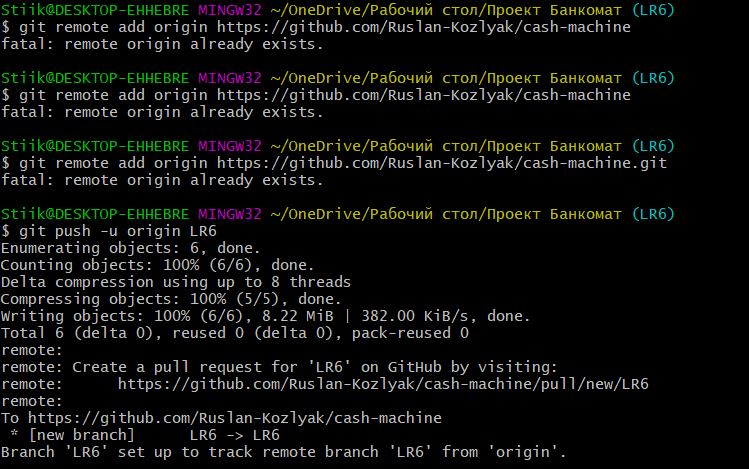 Stiik@DESKTOP-EHHEBRE MINGW32 ~/OneDrive/Рабочий стол/Проект Банкомат (LR6)
$ git remote add origin https://github.com/Ruslan-Kozlyak/cash-machine
fatal: remote origin already exists.
Stiik@DESKTOP-EHHEBRE MINGW32 ~/OneDrive/Рабочий стол/Проект Банкомат (LR6)
$ git remote add origin https://github.com/Ruslan-Kozlyak/cash-machine
fatal: remote origin already exists.
Stiik@DESKTOP-EHHEBRE MINGW32 ~/OneDrive/Рабочий стол/Проект Банкомат (LR6)
$ git remote add origin https://github.com/Ruslan-Kozlyak/cash-machine.git
fatal: remote origin already exists.
Stiik@DESKTOP-EHHEBRE MINGW32 ~/OneDrive/Рабочий стол/Проект Банкомат (LR6)
$ git push -u origin LR6
Enumerating objects: 6, done.
Counting objects: 100% (6/6), done.
Delta compression using up to 8 threads
Compressing objects: 100% (5/5), done.
Writing objects: 100% (6/6), 8.22 MiB | 382.00 KiB/s, done.
Total 6 (delta 0), reused 0 (delta 0), pack-reused 0
remote:
remote: Create a pull request for 'LR6' on GitHub by visiting:
remote:      https://github.com/Ruslan-Kozlyak/cash-machine/pull/new/LR6
remote:
To https://github.com/Ruslan-Kozlyak/cash-machine
 * [new branch]      LR6 -> LR6
Branch 'LR6' set up to track remote branch 'LR6' from 'origin'.